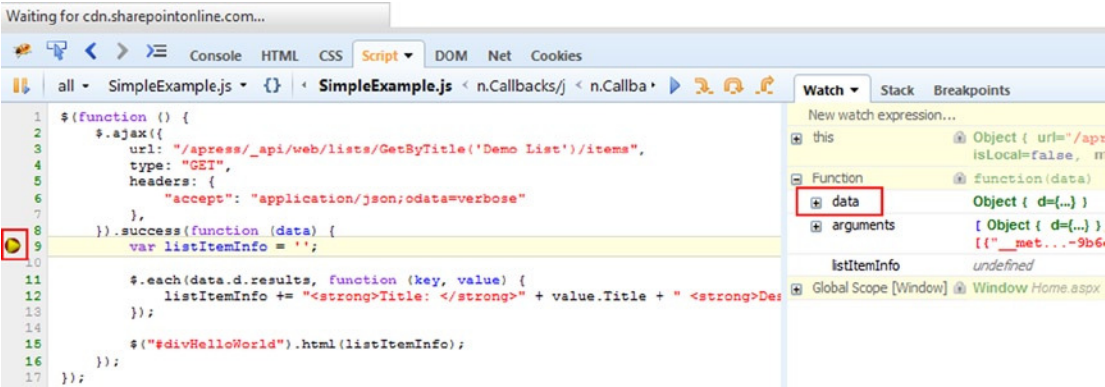 Waiting for cdn.sharepointonline.com...
Console HTML CSS Script DOM Net Cookies
all SimpleExample.js {} SimpleExample.js < n.Callbacks/j < n.Callba
Watch Stack Breakpoints
New watch expression...
this Object { url="/apr
isLocal=false, m
Function function(data)
data Object { d={...} }
arguments [ Object { d={...} }
[{"__met...-9b6
listItemInfo undefined
Global Scope [Window] Window Home.aspx
1 $(function () {
2 $.ajax({
3 url: "/apress/_api/web/lists/GetByTitle('Demo List')/items",
4 type: "GET",
5 headers: {
6 "accept": "application/json;odata=verbose"
7 },
8 }).success(function (data) {
9 var listItemInfo = '';
10
11 $.each(data.d.results, function (key, value) {
12 listItemInfo += "<strong>Title: </strong>" + value.Title + " <strong>Des
13 });
14
15 $("#divHelloWorld").html(listItemInfo);
16 });
17 });